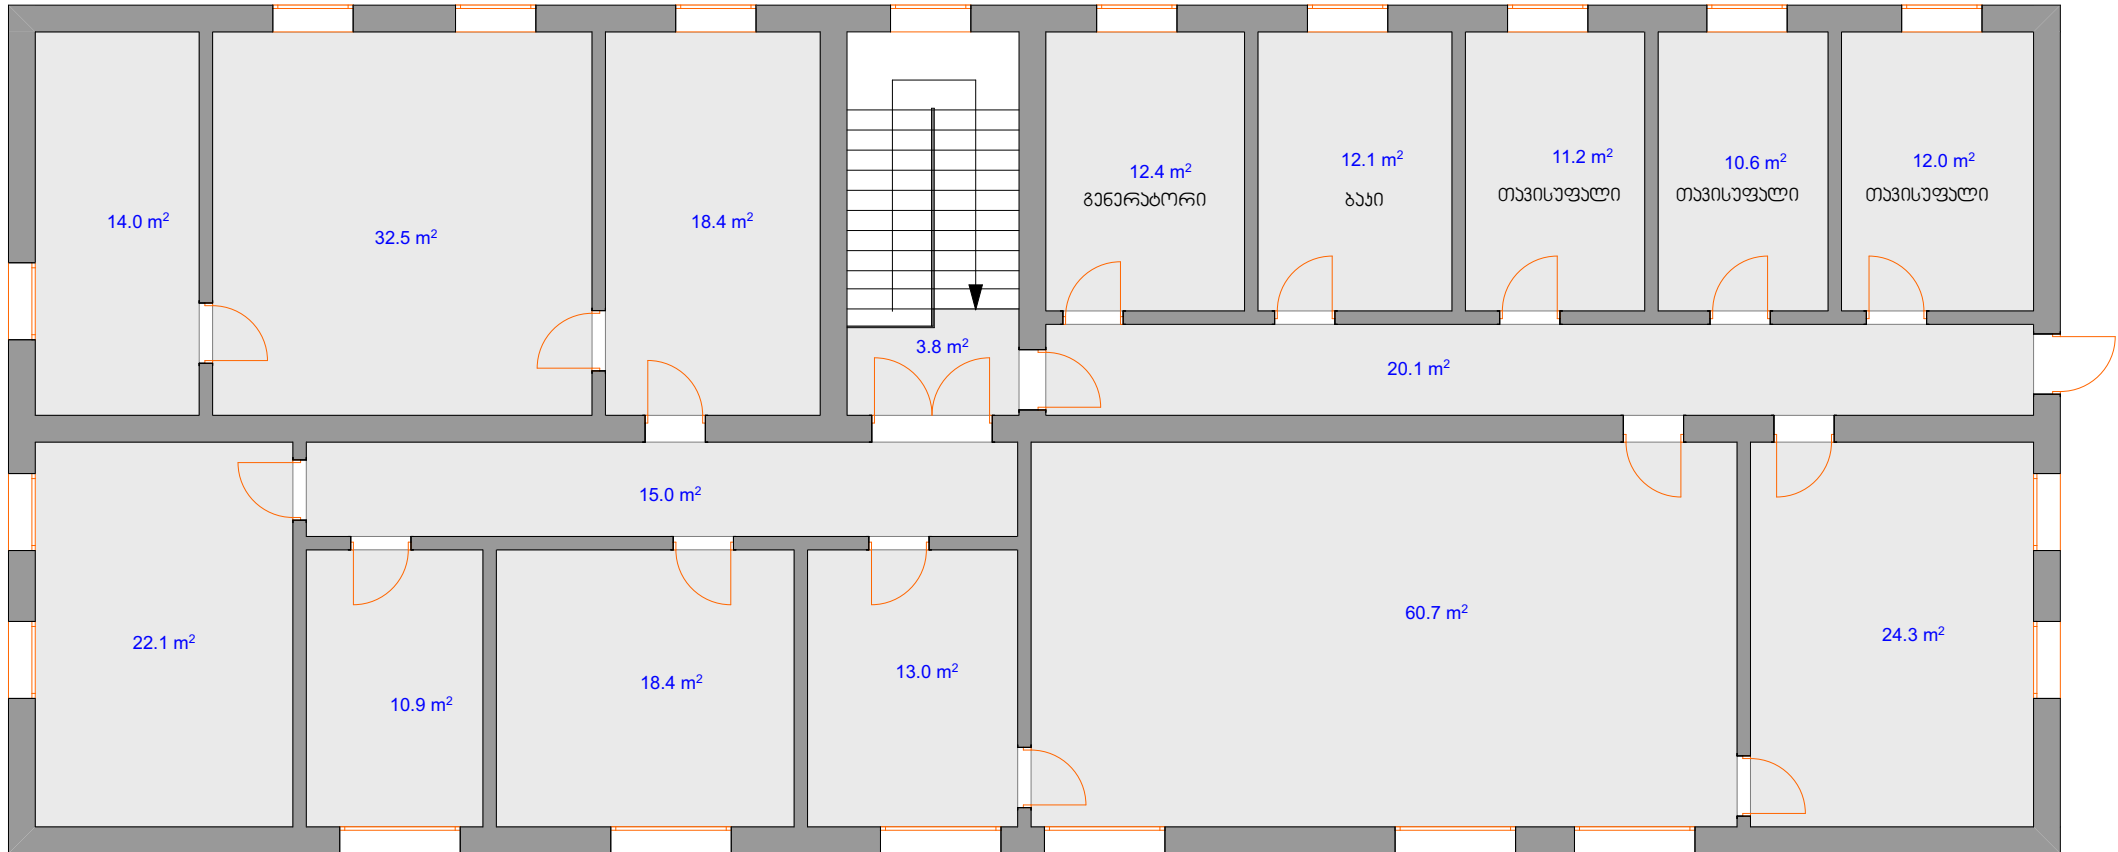 14.0 m²
32.5 m²
18.4 m²
3.8 m²
12.4 m²
გენერატორი
12.1 m²
ბაჟი
11.2 m²
თავისუფალი
10.6 m²
თავისუფალი
12.0 m²
თავისუფალი
20.1 m²
15.0 m²
22.1 m²
10.9 m²
18.4 m²
13.0 m²
60.7 m²
24.3 m²